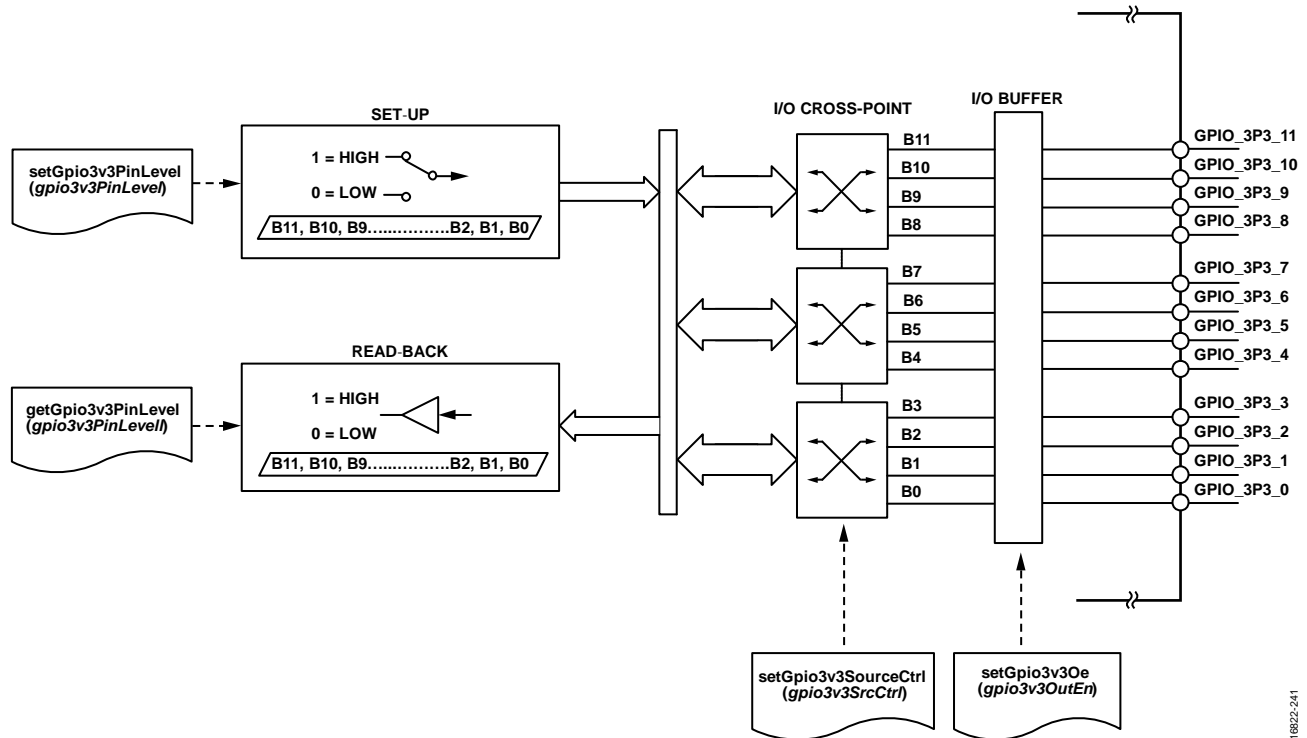 SET-UP
1 = HIGH
0 = LOW
B11, B10, B9...............B2, B1, B0
setGpio3v3PinLevel
(gpio3v3PinLevel)
READ-BACK
1 = HIGH
0 = LOW
B11, B10, B9...............B2, B1, B0
getGpio3v3PinLevel
(gpio3v3PinLevell)
I/O CROSS-POINT
I/O BUFFER
B11
B10
B9
B8
B7
B6
B5
B4
B3
B2
B1
B0
GPIO_3P3_11
GPIO_3P3_10
GPIO_3P3_9
GPIO_3P3_8
GPIO_3P3_7
GPIO_3P3_6
GPIO_3P3_5
GPIO_3P3_4
GPIO_3P3_3
GPIO_3P3_2
GPIO_3P3_1
GPIO_3P3_0
setGpio3v3SourceCtrl
(gpio3v3SrcCtrl)
setGpio3v3Oe
(gpio3v3OutEn)
16822-241